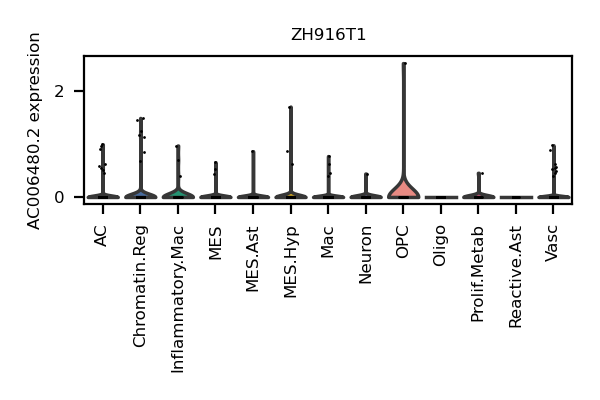 ZH916T1
AC006480.2 expression
2
0
AC
Chromatin.Reg
Inflammatory.Mac
MES
MES.Ast
MES.Hyp
Mac
Neuron
OPC
Oligo
Prolif.Metab
Reactive.Ast
Vasc